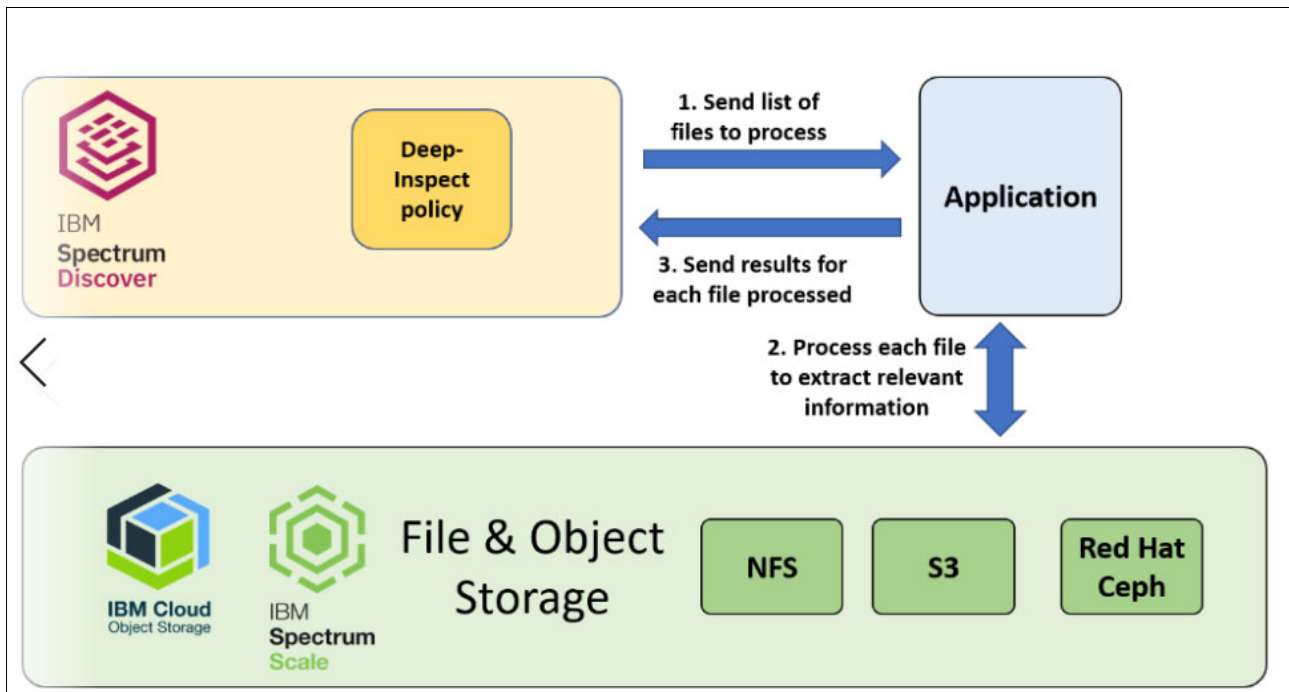 IBM
Spectrum
Discover
Deep-
Inspect
policy
1. Send list of
files to process
Application
3. Send results for
each file processed
2. Process each file
to extract relevant
information
IBM Cloud
Object Storage
IBM
Spectrum
Scale
File & Object
Storage
NFS
S3
Red Hat
Ceph